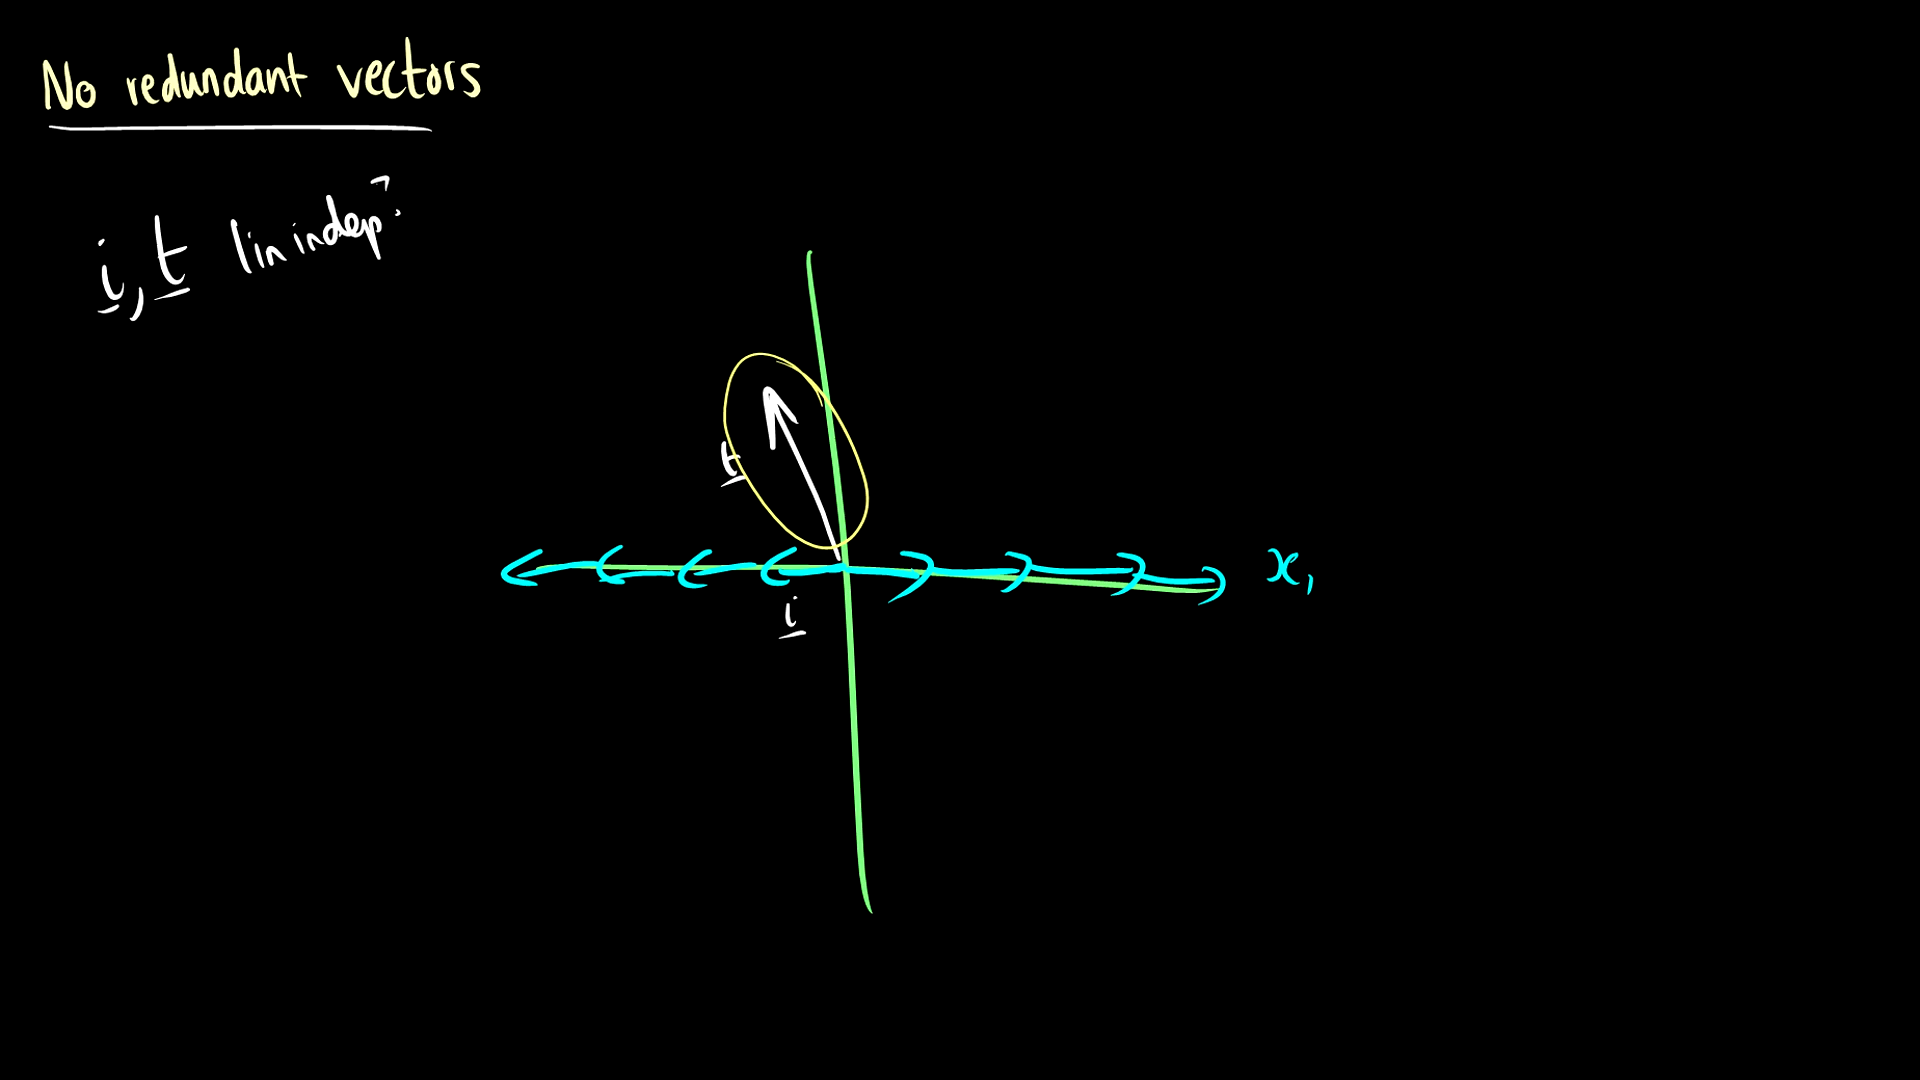 No redundant vectors
i, t lin indep?
t
i
x,